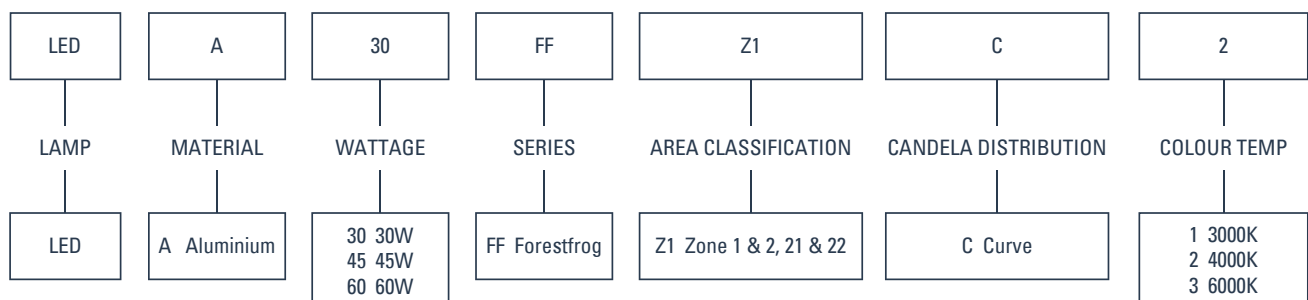 LED A 30 FF Z1 C 2
LAMP MATERIAL WATTAGE SERIES AREA CLASSIFICATION CANDELA DISTRIBUTION COLOUR TEMP
LED
A Aluminium
30 30W
45 45W
60 60W
FF Forestfrog
Z1 Zone 1 & 2, 21 & 22
C Curve
1 3000K
2 4000K
3 6000K